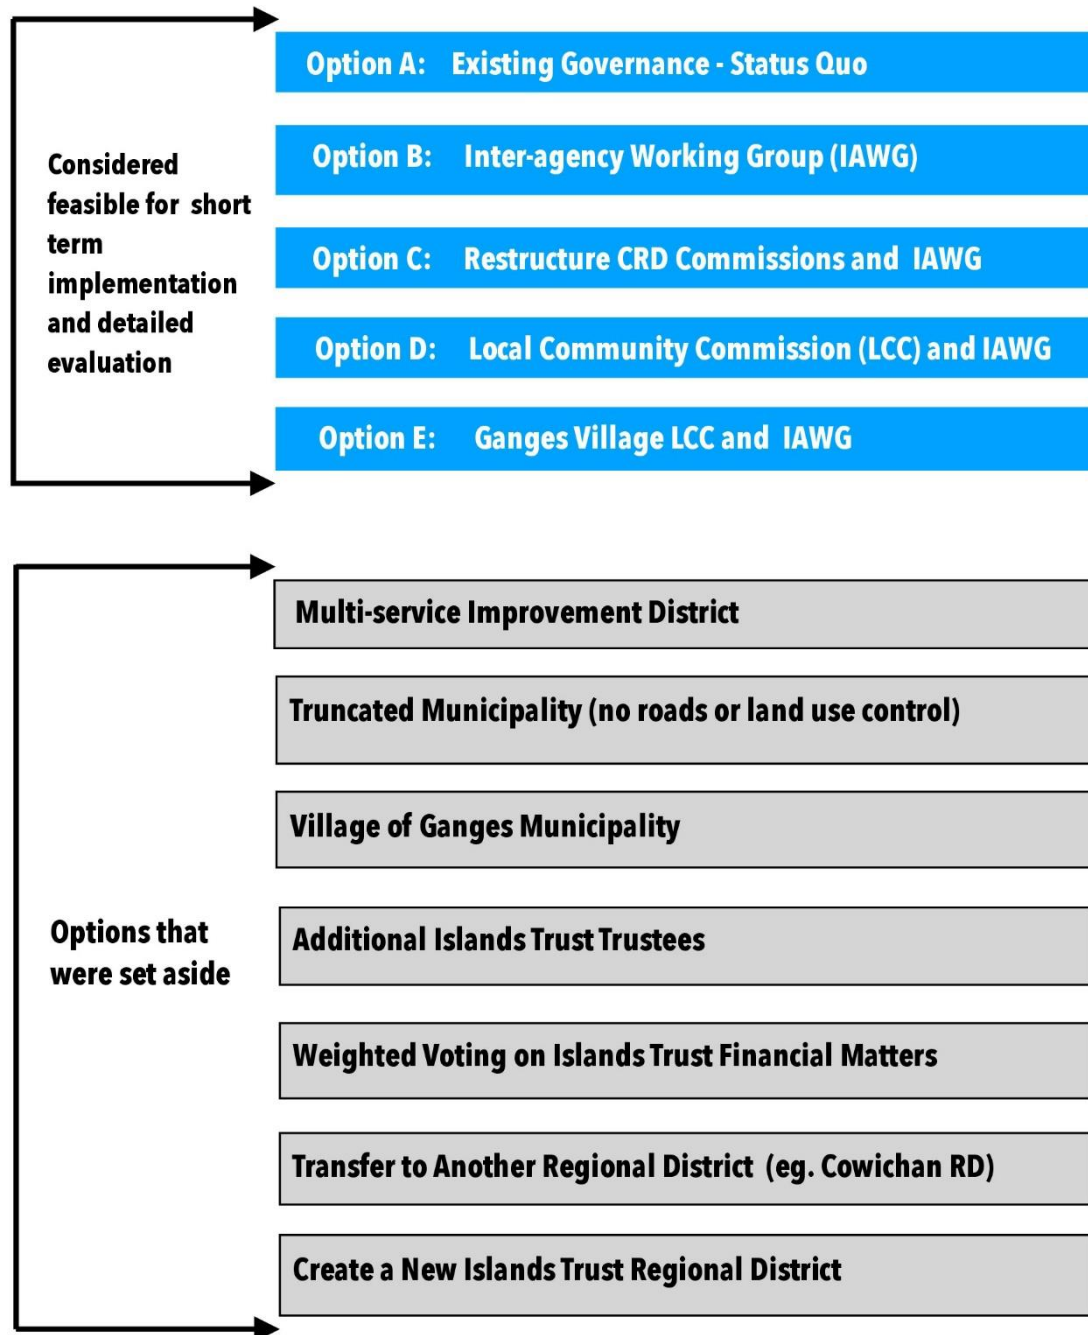 Considered
feasible for short
term
implementation
and detailed
evaluation
Option A: Existing Governance - Status Quo
Option B: Inter-agency Working Group (IAWG)
Option C: Restructure CRD Commissions and IAWG
Option D: Local Community Commission (LCC) and IAWG
Option E: Ganges Village LCC and IAWG
Options that
were set aside
Multi-service Improvement District
Truncated Municipality (no roads or land use control)
Village of Ganges Municipality
Additional Islands Trust Trustees
Weighted Voting on Islands Trust Financial Matters
Transfer to Another Regional District (eg. Cowichan RD)
Create a New Islands Trust Regional District